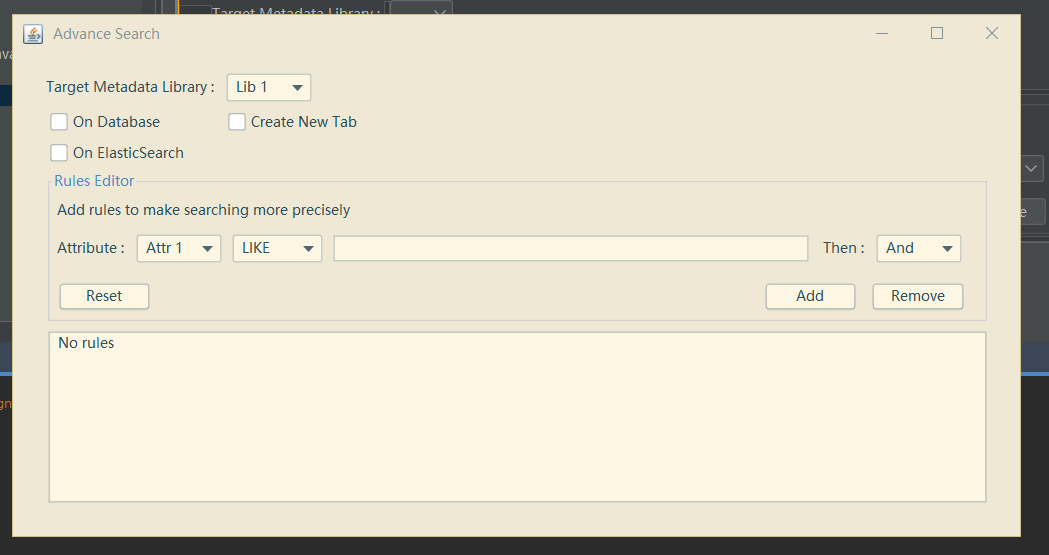 Target Metadata Library :
Advance Search
Target Metadata Library : Lib 1
On Database Create New Tab
On ElasticSearch
Rules Editor
Add rules to make searching more precisely
Attribute : Attr 1 LIKE Then : And
Reset Add Remove
No rules